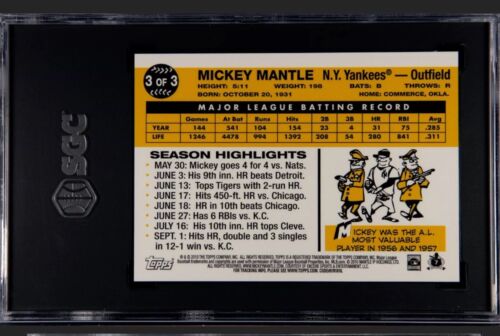 SGC
3 OF 3
MICKEY MANTLE N.Y. Yankees® — Outfield
HEIGHT: 5:11 WEIGHT: 198 BATS: B THROWS: R
BORN: OCTOBER 20, 1931 HOME: COMMERCE, OKLA.
MAJOR LEAGUE BATTING RECORD
Games At Bat Runs Hits 2B 3B HR RBI Avg.
YEAR 144 541 104 154 23 4 31 75 .285
LIFE 1246 4478 994 1392 208 54 280 841 .311
SEASON HIGHLIGHTS
MAY 30: Mickey goes 4 for 4 vs. Nats.
JUNE 3: His 9th inn. HR beats Detroit.
JUNE 13: Tops Tigers with 2-run HR.
JUNE 17: Hits 450-ft. HR vs. Chicago.
JUNE 18: HR in 10th beats Chicago.
JUNE 27: Has 6 RBIs vs. K.C.
JULY 16: His HR in 10th tops Cleve.
SEPT. 1: Hits HR, double and 3 singles
in 12-1 win vs. K.C.
MICKEY WAS THE A.L.
MOST VALUABLE
PLAYER IN 1956 AND 1957
TOPPS